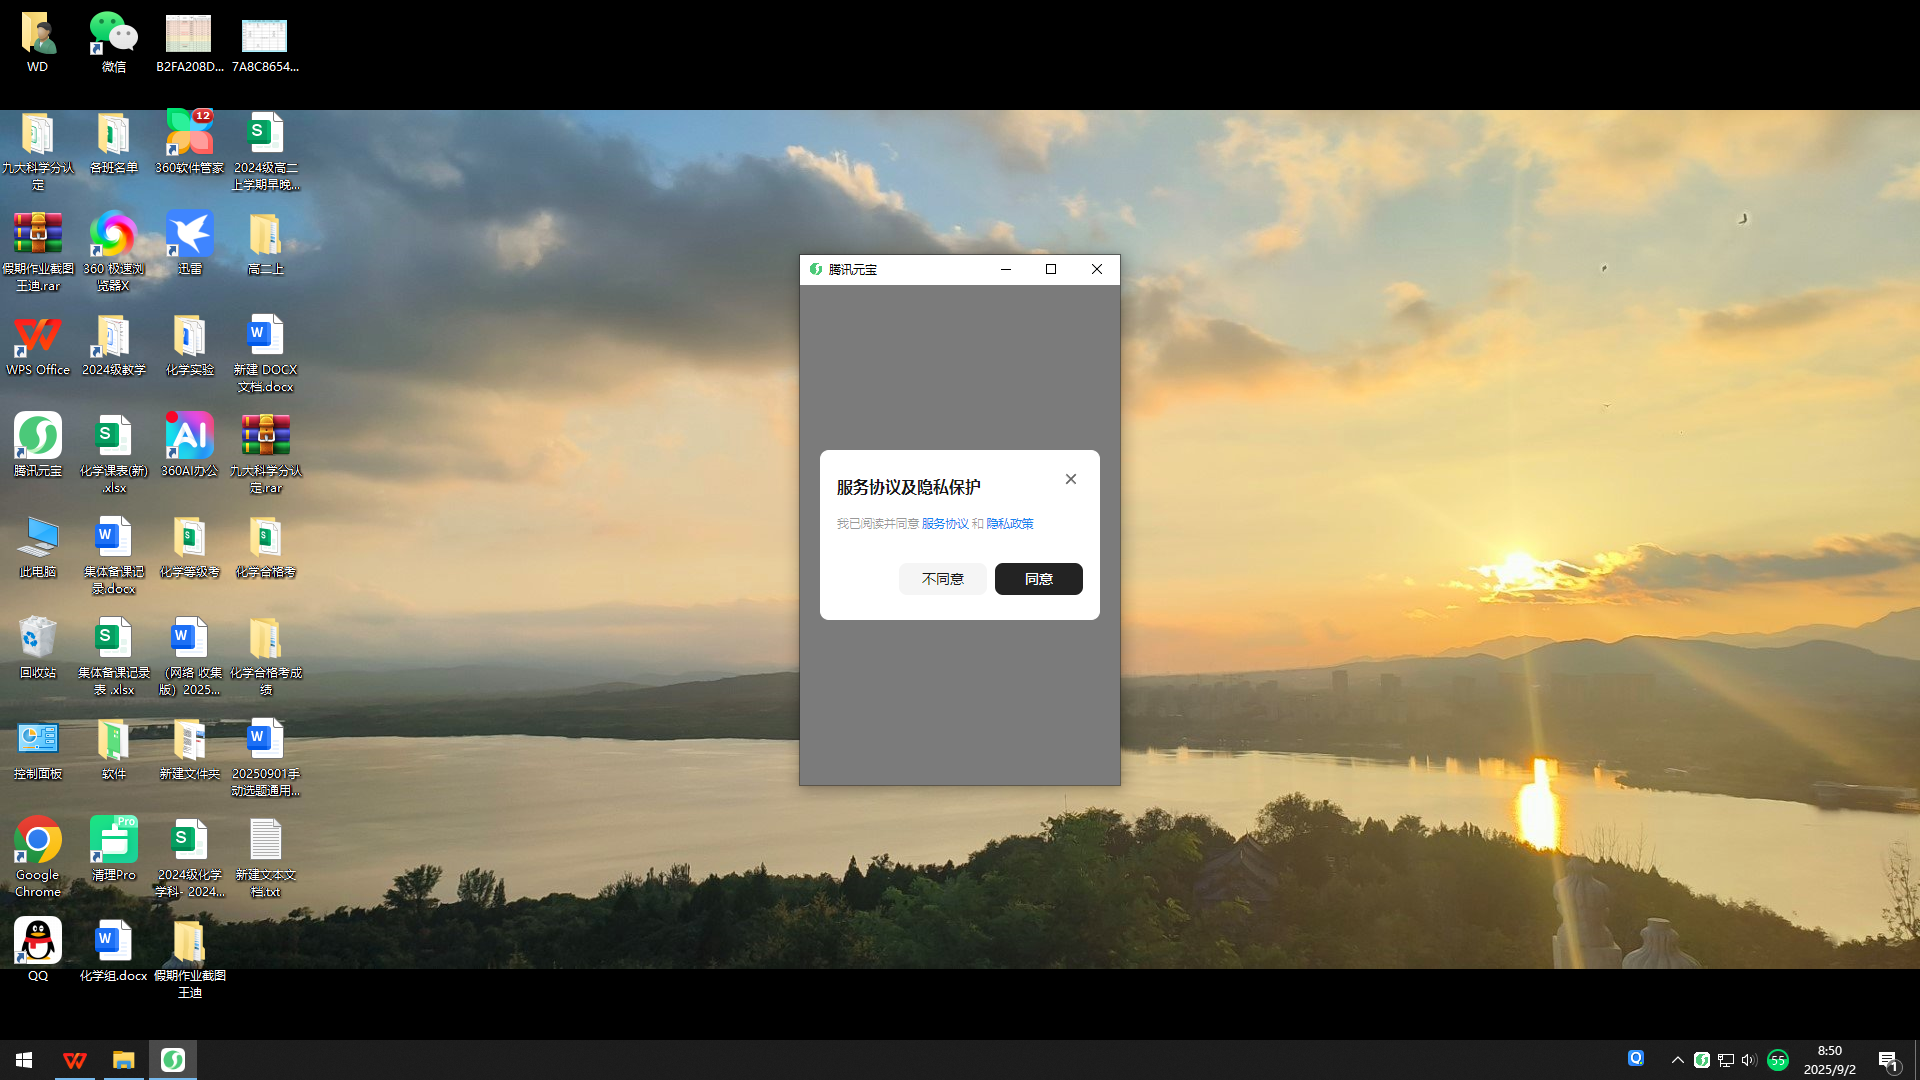 WD
微信
B2FA208D...
7A8C8654...
九大科学分认
定
各班名单
12
360软件管家
S
2024级高二
上学期早晚...
假期作业截图
王迪.rar
360 极速浏
览器X
迅雷
高二上
WPS Office
2024级教学
化学实验
W
新建 DOCX
文档.docx
腾讯元宝
S
化学课表(新)
.xlsx
AI
360AI办公
九大科学分认
定.rar
此电脑
W
集体备课记
录.docx
S
化学等级考
S
化学合格考
回收站
S
集体备课记录
表 .xlsx
W
（网络 收集
版）2025...
化学合格考成
绩
控制面板
软件
新建文件夹
W
20250901手
动选题通用...
Google
Chrome
Pro
清理Pro
S
2024级化学
学科- 2024...
新建文本文
档.txt
QQ
W
化学组.docx
假期作业截图
王迪
腾讯元宝
服务协议及隐私保护
我已阅读并同意 服务协议 和 隐私政策
不同意
同意
55
8:50
2025/9/2
1